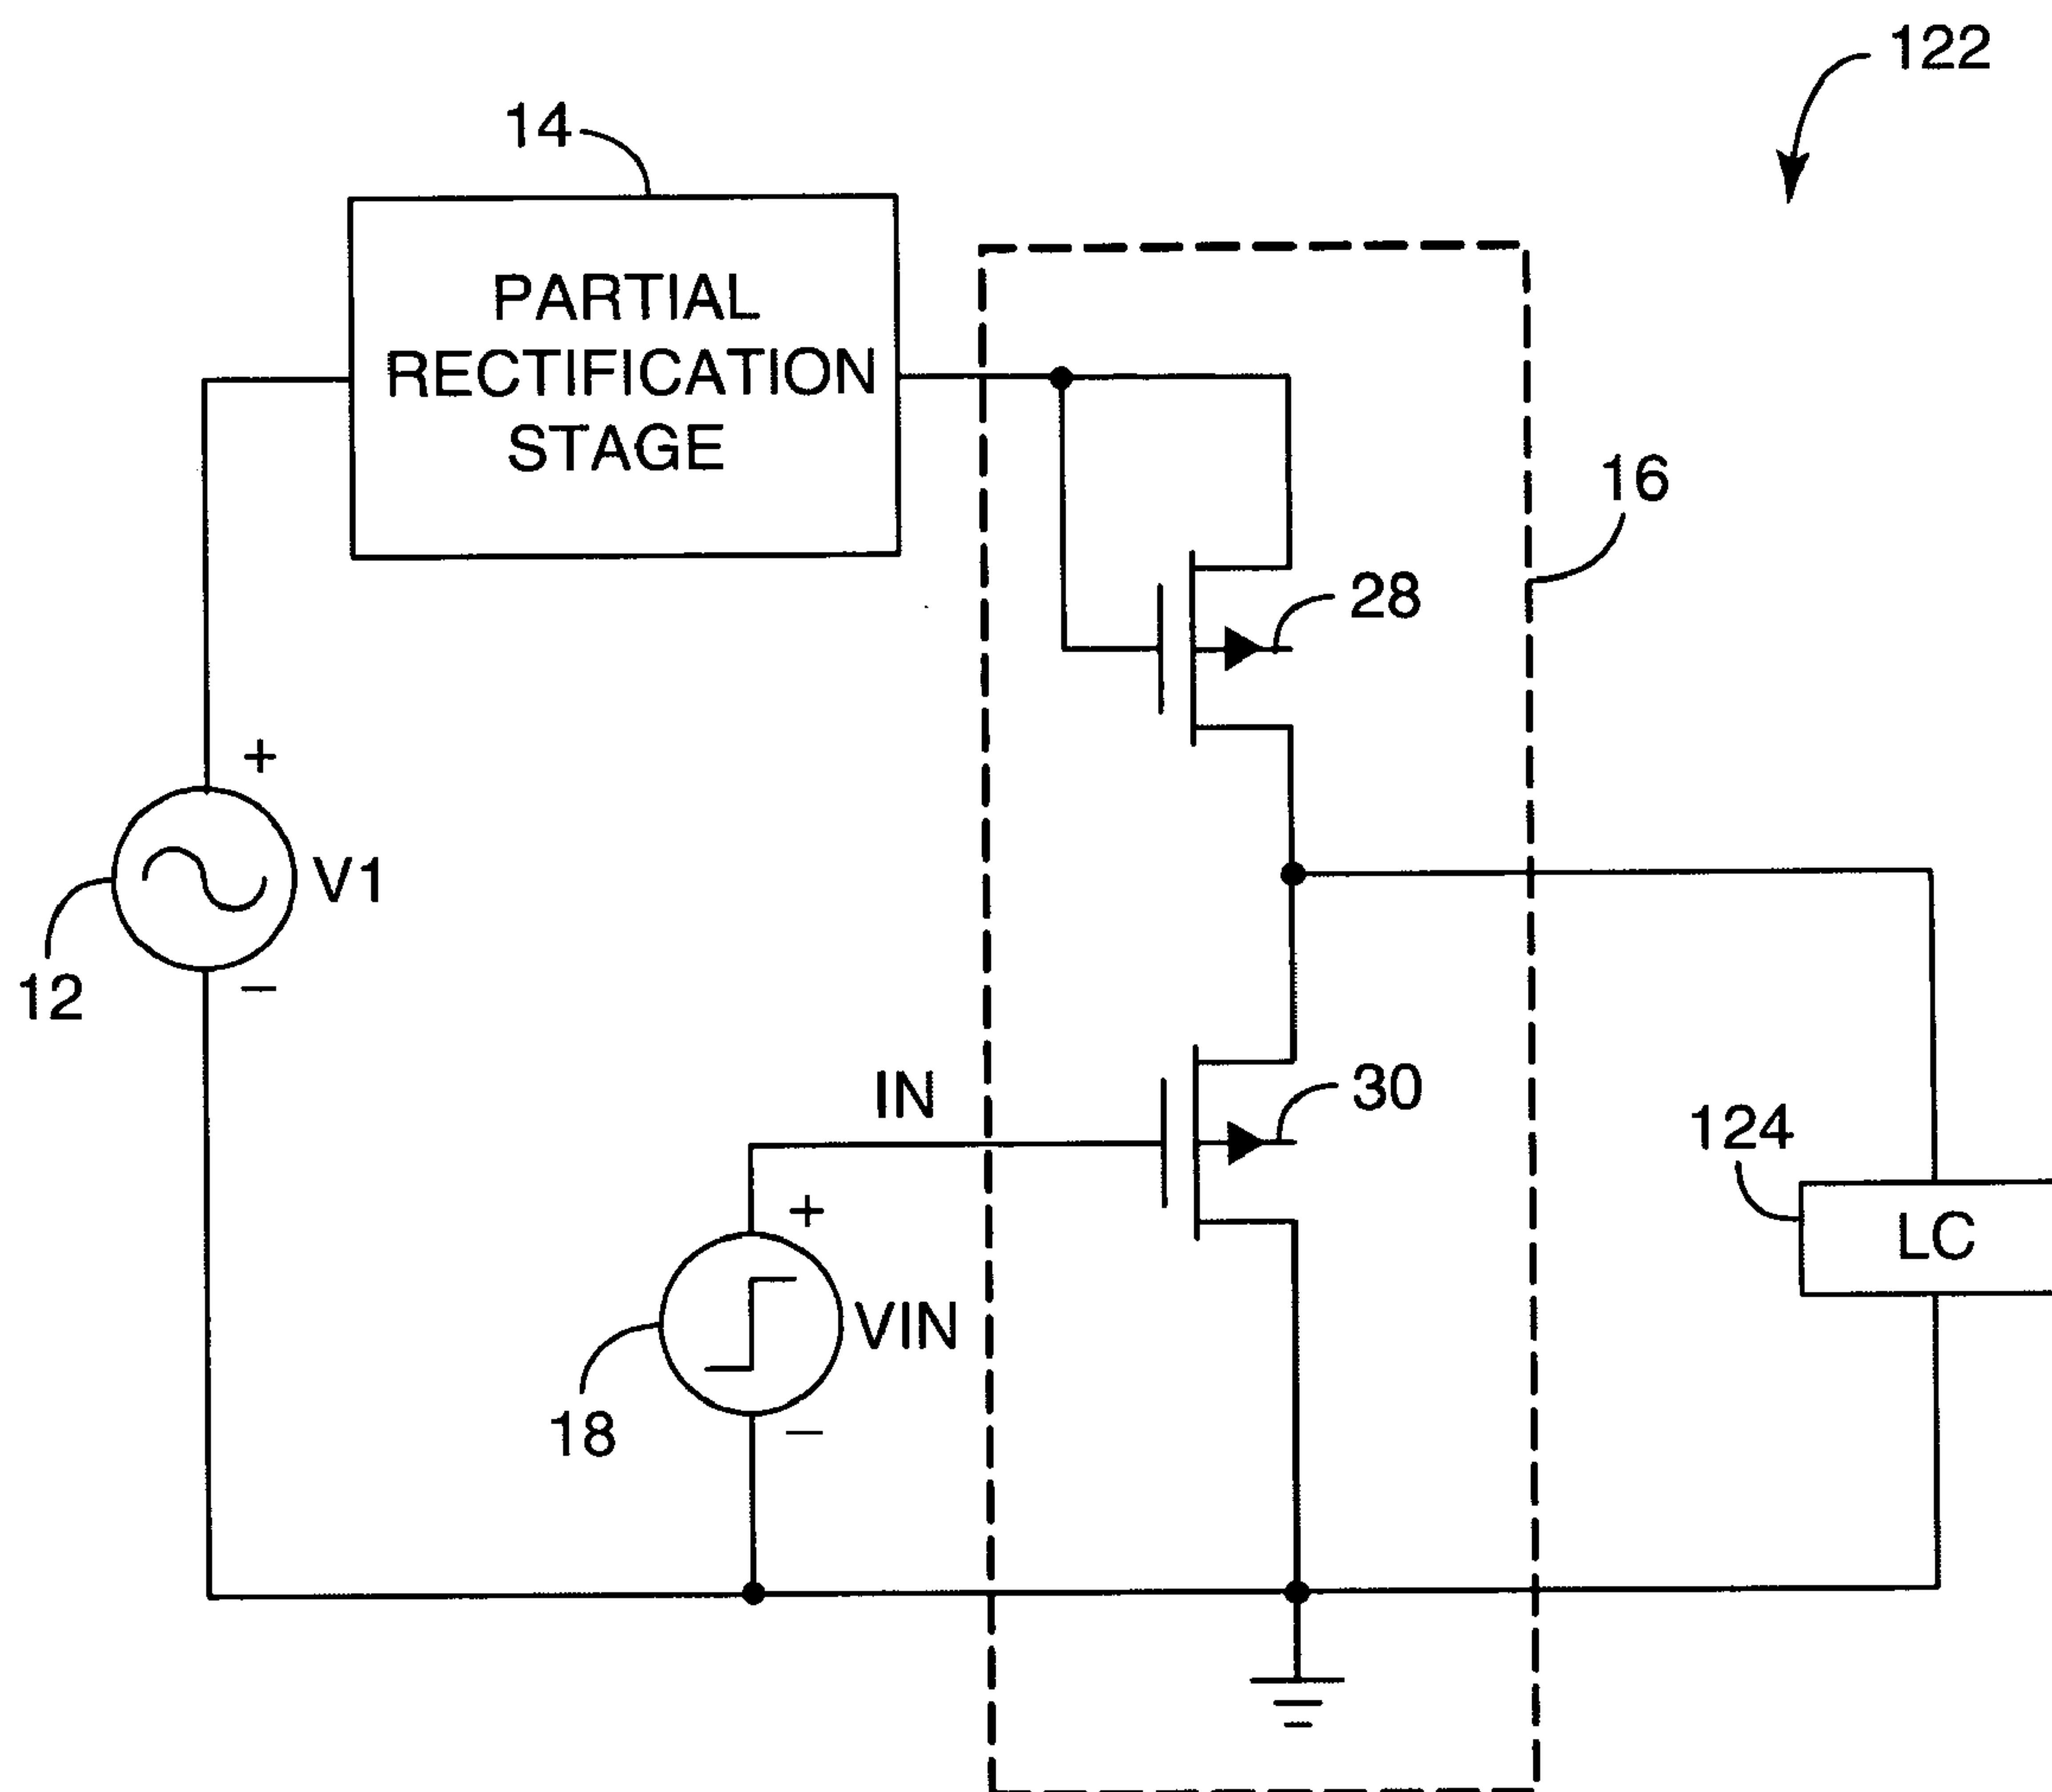 122
14
PARTIAL
RECTIFICATION
STAGE
16
28
+
V1
12
−
IN
30
124
+
LC
VIN
18
−